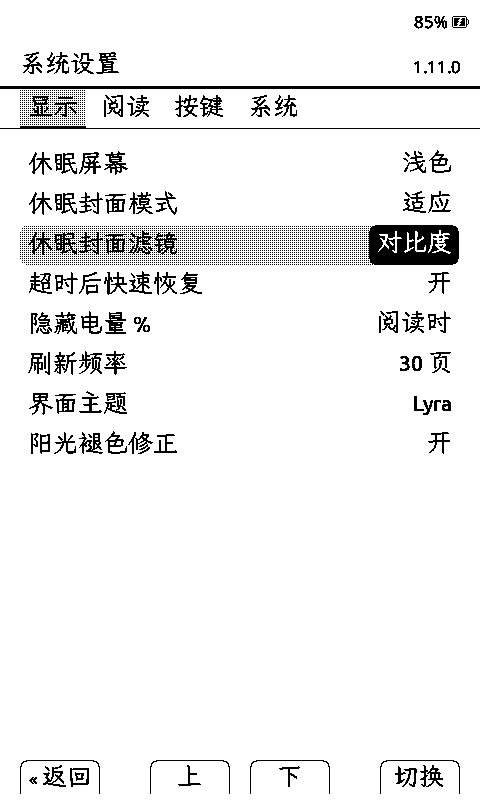 85%
系统设置 1.11.0
显示 阅读 按键 系统
休眠屏幕 浅色
休眠封面模式 适应
休眠封面滤镜 对比度
超时后快速恢复 开
隐藏电量 % 阅读时
刷新频率 30 页
界面主题 Lyra
阳光褪色修正 开
« 返回 上 下 切换